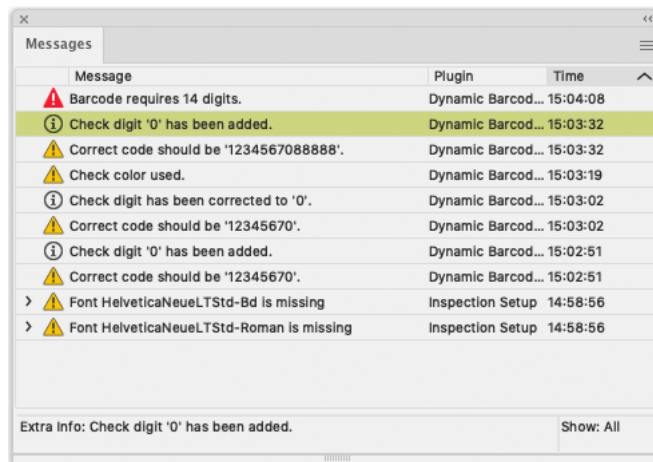 Messages
Message Plugin Time
Barcode requires 14 digits. Dynamic Barcod... 15:04:08
Check digit '0' has been added. Dynamic Barcod... 15:03:32
Correct code should be '1234567088888'. Dynamic Barcod... 15:03:32
Check color used. Dynamic Barcod... 15:03:19
Check digit has been corrected to '0'. Dynamic Barcod... 15:03:02
Correct code should be '12345670'. Dynamic Barcod... 15:03:02
Check digit '0' has been added. Dynamic Barcod... 15:02:51
Correct code should be '12345670'. Dynamic Barcod... 15:02:51
Font HelveticaNeueLTStd-Bd is missing Inspection Setup 14:58:56
Font HelveticaNeueLTStd-Roman is missing Inspection Setup 14:58:56
Extra Info: Check digit '0' has been added. Show: All